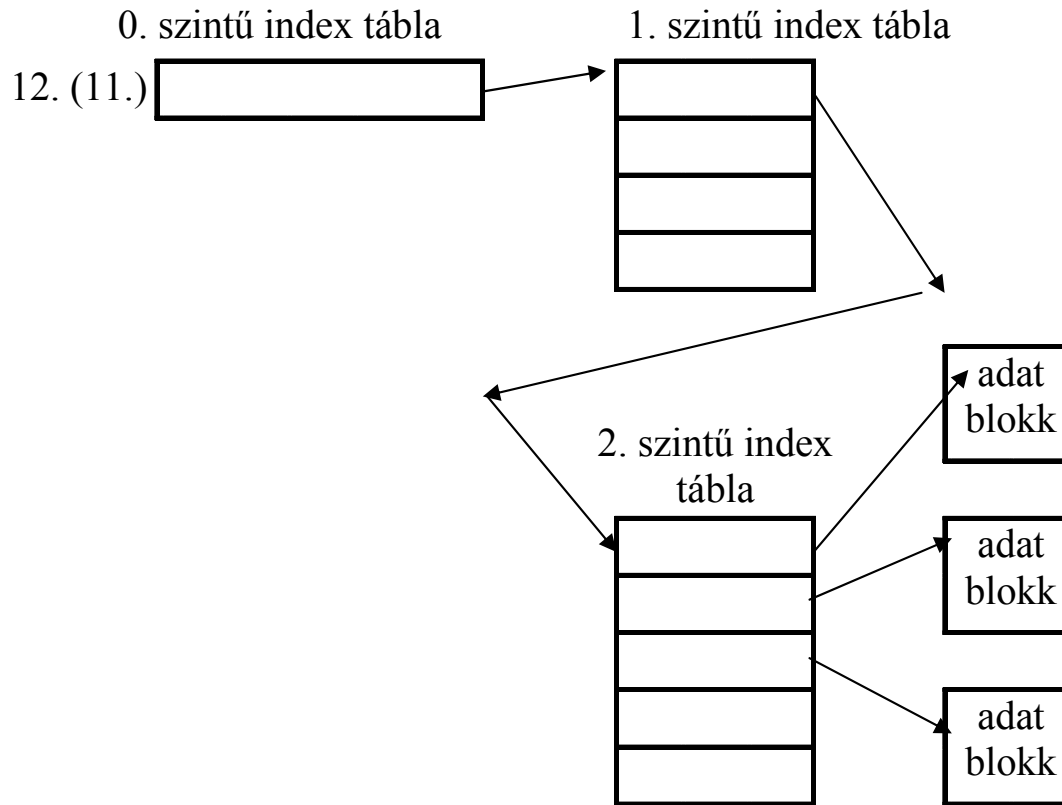 0. szintű index tábla
1. szintű index tábla
12. (11.)
2. szintű index
tábla
adat
blokk
adat
blokk
adat
blokk